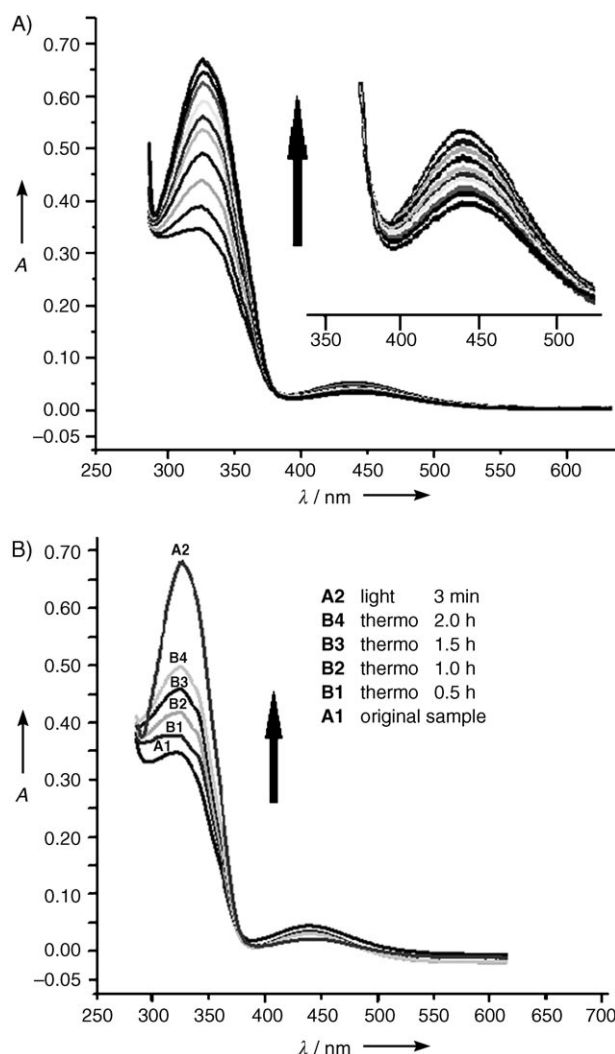 A)
0.70
0.60
0.50
0.40
0.30
0.20
0.10
0.00
–0.05
A
350 400 450 500
250 300 350 400 450 500 550 600
λ / nm
B)
0.70
0.60
0.50
0.40
0.30
0.20
0.10
0.00
–0.05
A
A2
B4
B3
B2
B1
A1
A2 light 3 min
B4 thermo 2.0 h
B3 thermo 1.5 h
B2 thermo 1.0 h
B1 thermo 0.5 h
A1 original sample
250 300 350 400 450 500 550 600 650 700
λ / nm